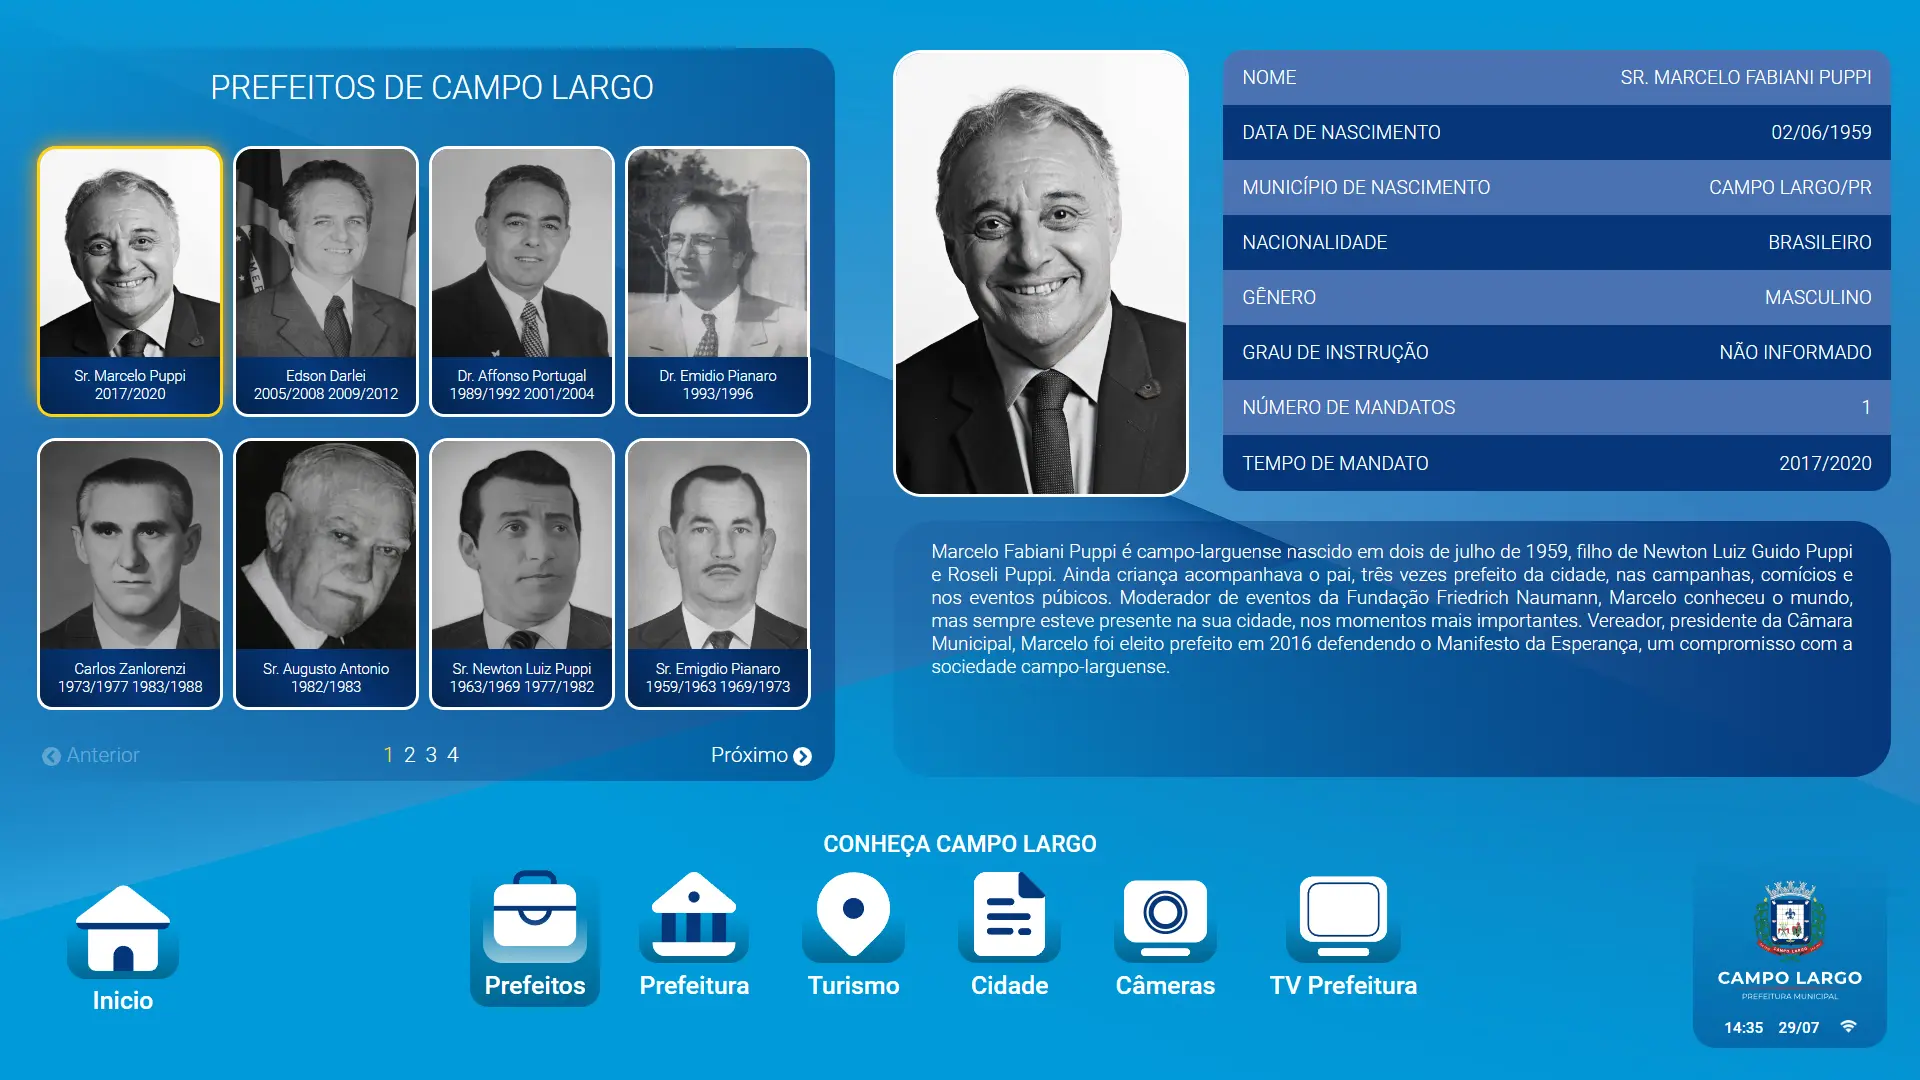 PREFEITOS DE CAMPO LARGO
Sr. Marcelo Puppi
2017/2020
Edson Darlei
2005/2008 2009/2012
Dr. Affonso Portugal
1989/1992 2001/2004
Dr. Emidio Pianaro
1993/1996
Carlos Zanlorenzi
1973/1977 1983/1988
Sr. Augusto Antonio
1982/1983
Sr. Newton Luiz Puppi
1963/1969 1977/1982
Sr. Emigdio Pianaro
1959/1963 1969/1973
Anterior
1 2 3 4
Próximo
NOME SR. MARCELO FABIANI PUPPI
DATA DE NASCIMENTO 02/06/1959
MUNICÍPIO DE NASCIMENTO CAMPO LARGO/PR
NACIONALIDADE BRASILEIRO
GÊNERO MASCULINO
GRAU DE INSTRUÇÃO NÃO INFORMADO
NÚMERO DE MANDATOS 1
TEMPO DE MANDATO 2017/2020
Marcelo Fabiani Puppi é campo-larguense nascido em dois de julho de 1959, filho de Newton Luiz Guido Puppi
e Roseli Puppi. Ainda criança acompanhava o pai, três vezes prefeito da cidade, nas campanhas, comícios e
nos eventos púbicos. Moderador de eventos da Fundação Friedrich Naumann, Marcelo conheceu o mundo,
mas sempre esteve presente na sua cidade, nos momentos mais importantes. Vereador, presidente da Câmara
Municipal, Marcelo foi eleito prefeito em 2016 defendendo o Manifesto da Esperança, um compromisso com a
sociedade campo-larguense.
CONHEÇA CAMPO LARGO
Inicio
Prefeitos
Prefeitura
Turismo
Cidade
Câmeras
TV Prefeitura
CAMPO LARGO
CAMPO LARGO
PREFEITURA MUNICIPAL
14:35 29/07